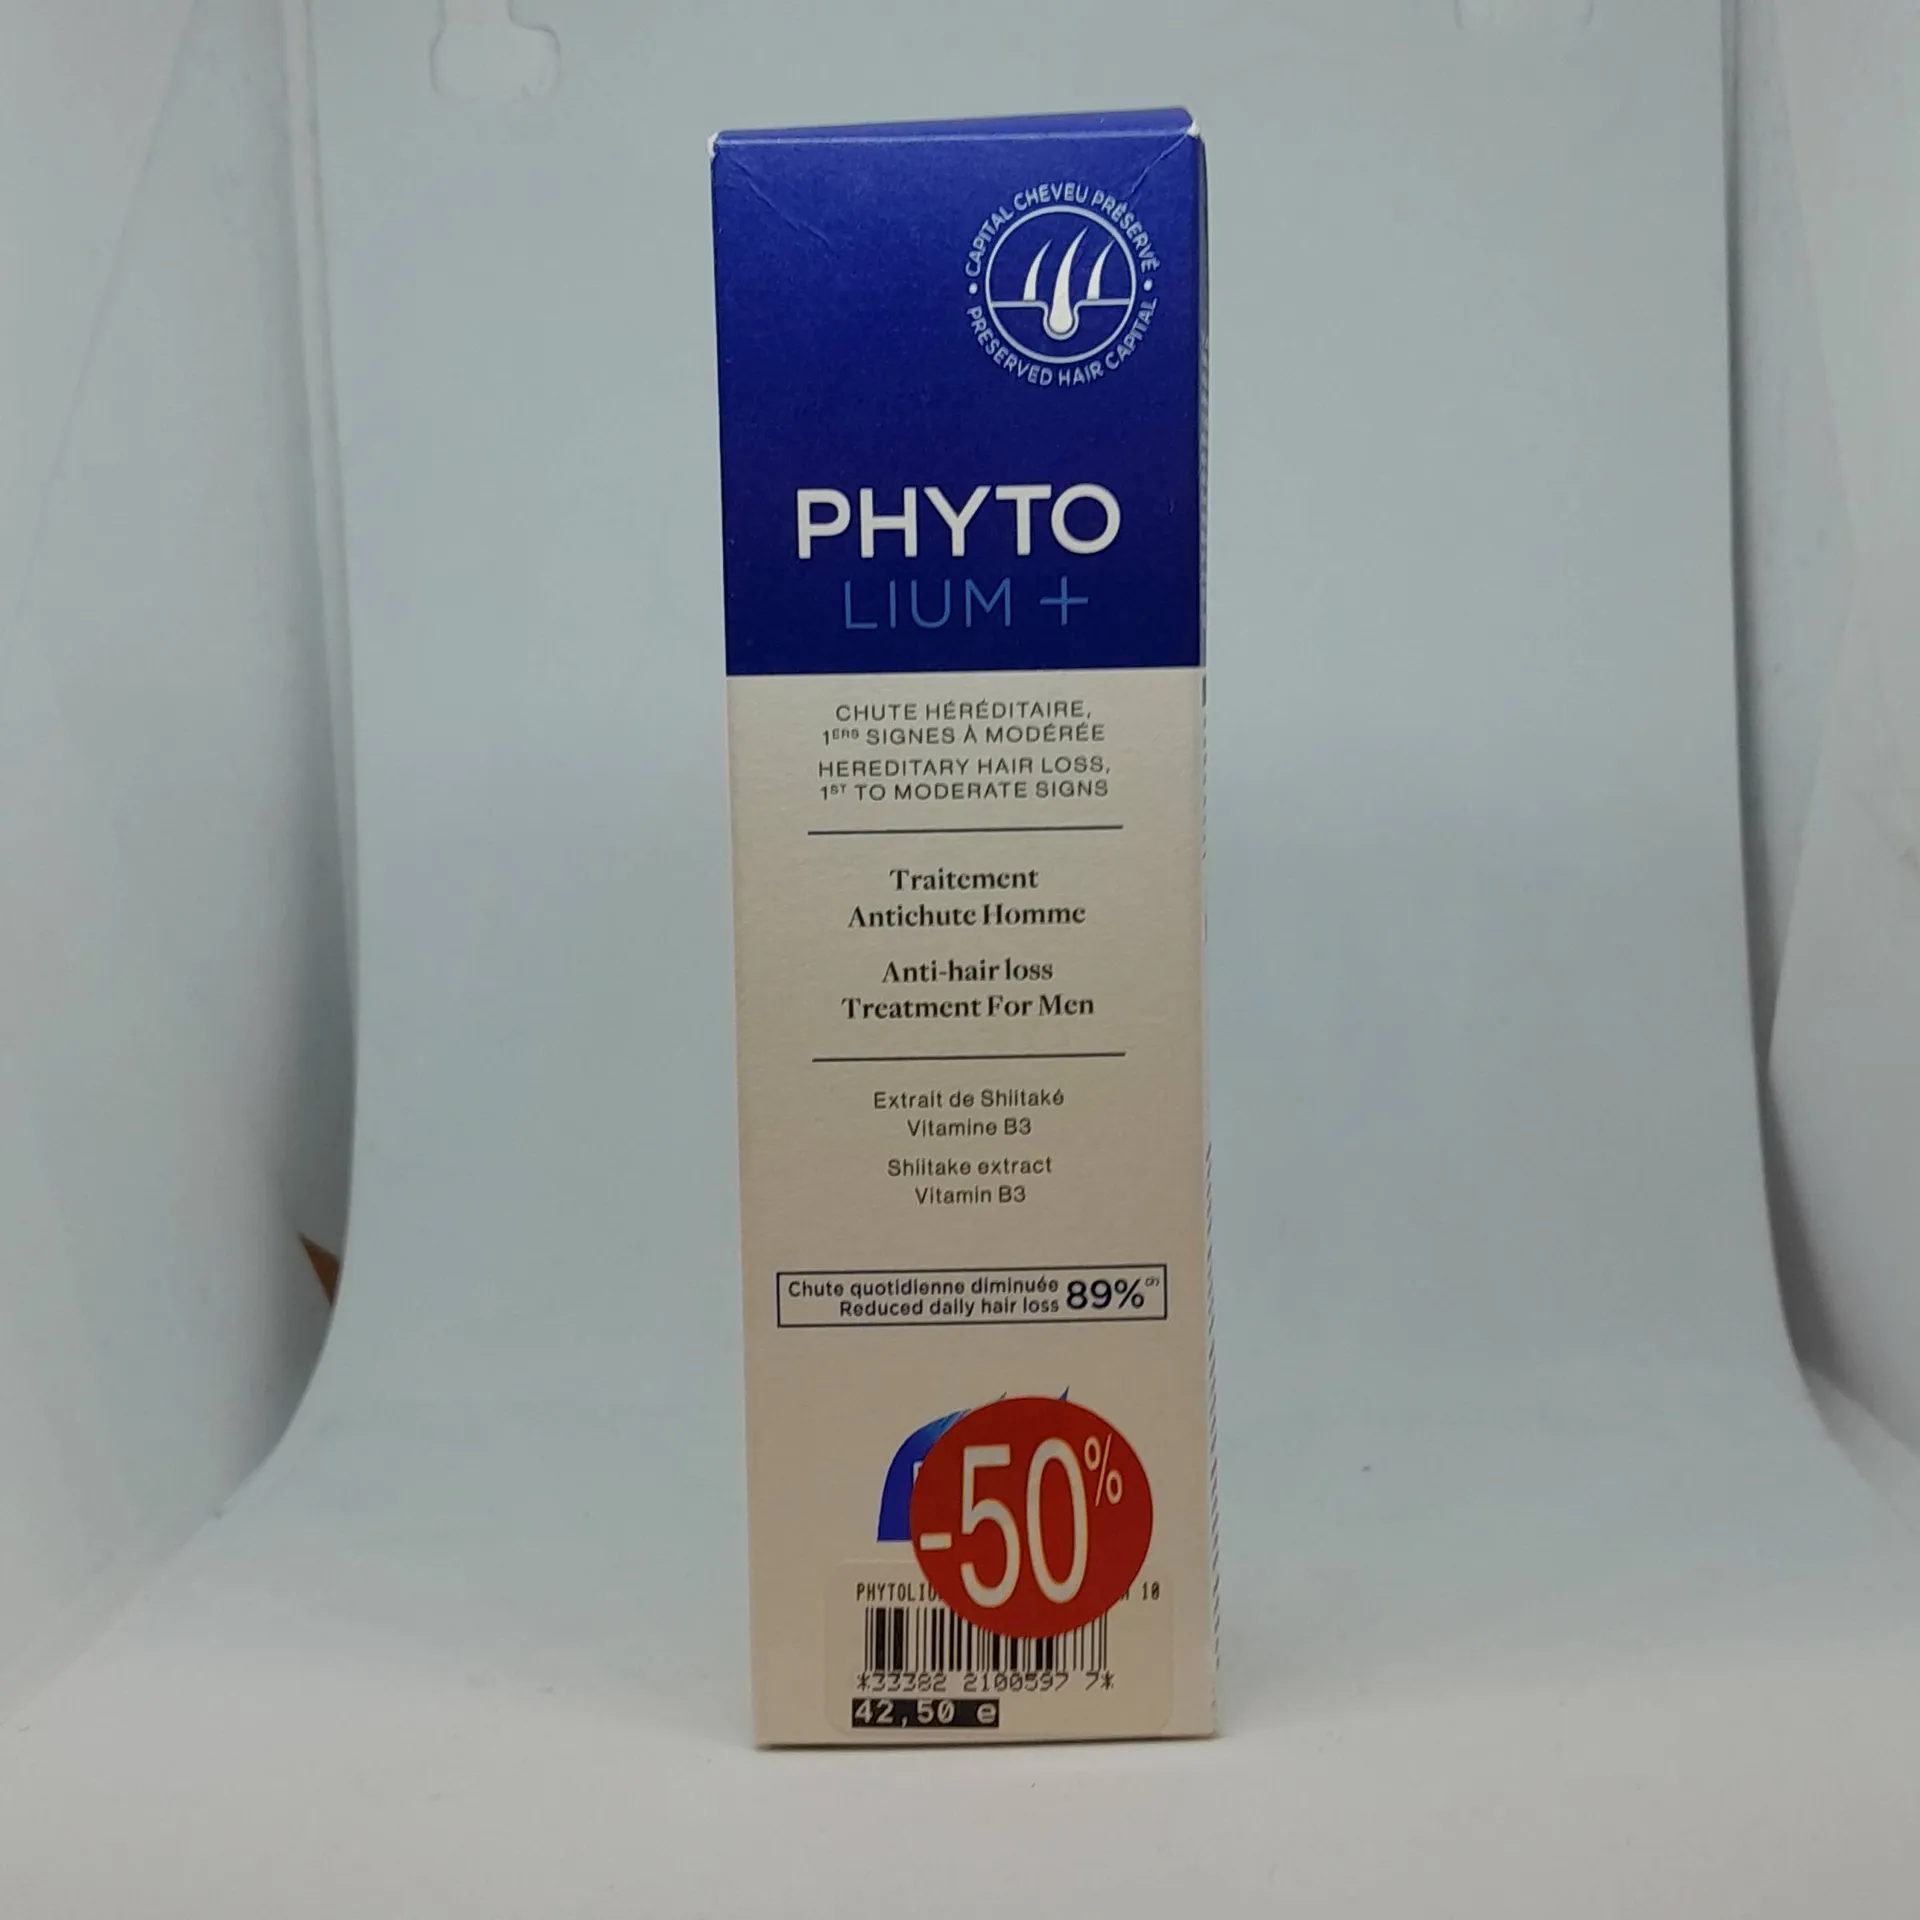 CAPITAL CHEVEU PRÉSERVÉ
PRESERVED HAIR CAPITAL
PHYTO
LIUM +
CHUTE HÉRÉDITAIRE,
1ERS SIGNES À MODÉRÉE
HEREDITARY HAIR LOSS,
1ST TO MODERATE SIGNS
Traitement
Antichute Homme
Anti-hair loss
Treatment For Men
Extrait de Shiitaké
Vitamine B3
Shiitake extract
Vitamin B3
Chute quotidienne diminuée
Reduced daily hair loss
89%
-50%
10
*33382 2100597 7*
42,50 e